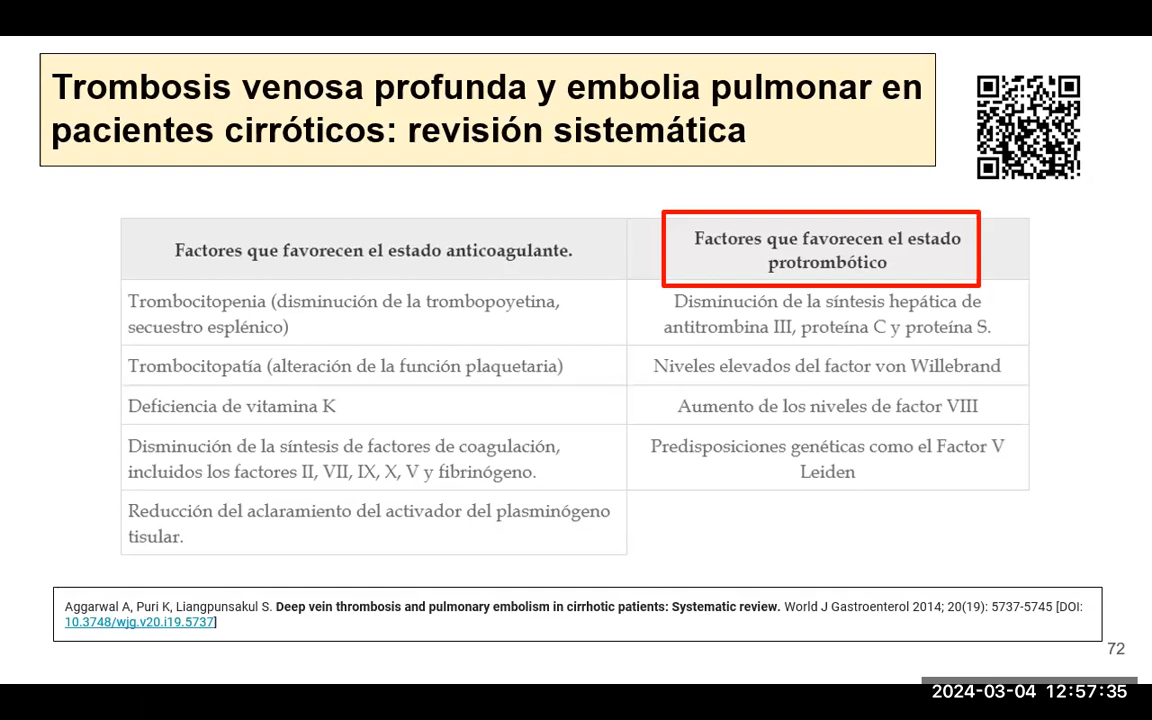 Trombosis venosa profunda y embolia pulmonar en
pacientes cirróticos: revisión sistemática
Factores que favorecen el estado anticoagulante.
Factores que favorecen el estado
protrombótico
Trombocitopenia (disminución de la trombopoyetina,
secuestro esplénico)
Disminución de la síntesis hepática de
antitrombina III, proteína C y proteína S.
Trombocitopatía (alteración de la función plaquetaria)
Niveles elevados del factor von Willebrand
Deficiencia de vitamina K
Aumento de los niveles de factor VIII
Disminución de la síntesis de factores de coagulación,
incluidos los factores II, VII, IX, X, V y fibrinógeno.
Predisposiciones genéticas como el Factor V
Leiden
Reducción del aclaramiento del activador del plasminógeno
tisular.
Aggarwal A, Puri K, Liangpunsakul S. Deep vein thrombosis and pulmonary embolism in cirrhotic patients: Systematic review. World J Gastroenterol 2014; 20(19): 5737-5745 [DOI:
10.3748/wjg.v20.i19.5737]
72
2024-03-04 12:57:35